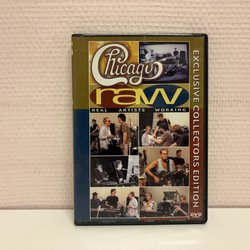 Chicago
raw
REAL ARTISTS WORKING
EXCLUSIVE COLLECTORS EDITION
DVD